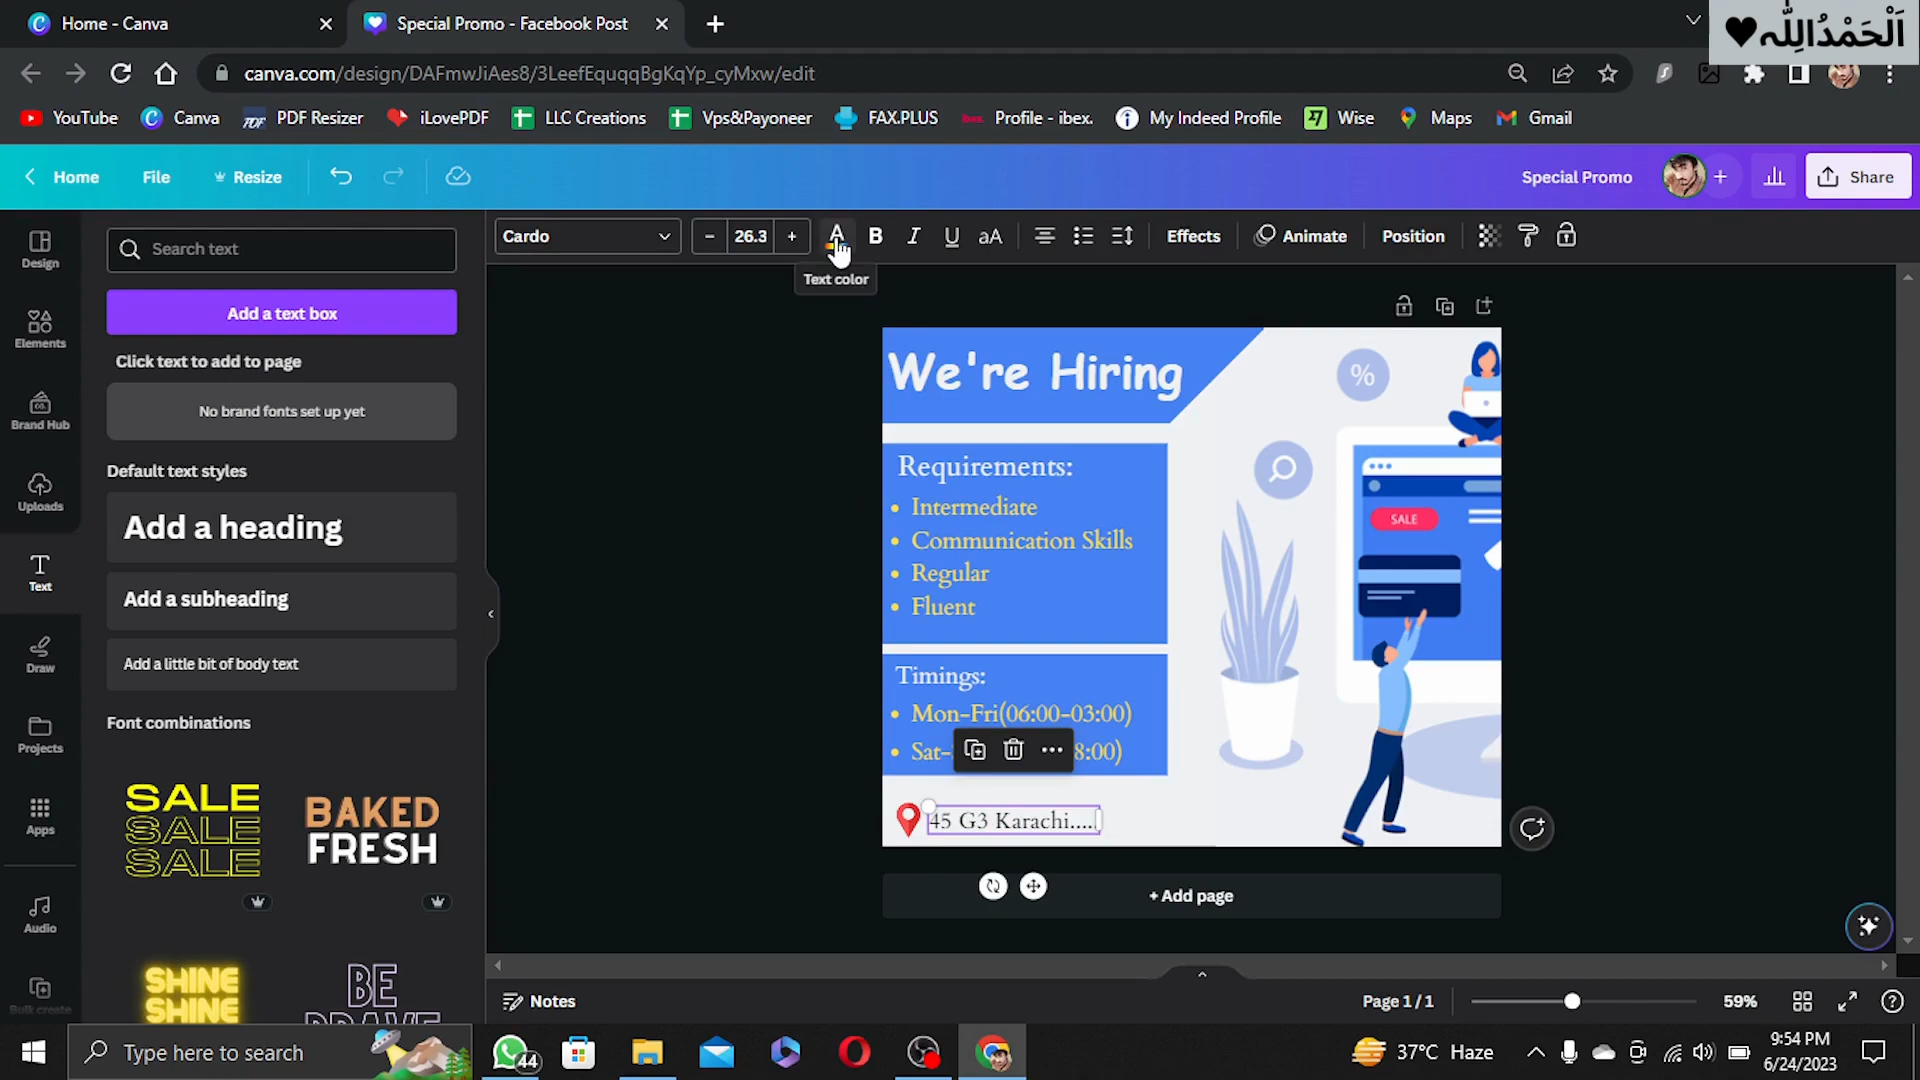 Home - Canva
Special Promo - Facebook Post
اَلْحَمْدُاللّٰه
canva.com/design/DAFmwJiAes8/3LeefEquqqBgKqYp_cyMxw/edit
YouTube
Canva
PDF Resizer
iLovePDF
LLC Creations
Vps&Payoneer
FAX.PLUS
Profile - ibex.
My Indeed Profile
Wise
Maps
Gmail
Home
File
Resize
Special Promo
Share
Cardo
26.3
A
B
I
U
aA
Effects
Animate
Position
Text color
Design
Elements
Brand Hub
Uploads
Text
Draw
Projects
Apps
Audio
Bulk create
Search text
Add a text box
Click text to add to page
No brand fonts set up yet
Default text styles
Add a heading
Add a subheading
Add a little bit of body text
Font combinations
SALE
SALE
SALE
BAKED
FRESH
SHINE
SHINE
BE
BRAVE
We're Hiring
%
Requirements:
• Intermediate
• Communication Skills
• Regular
• Fluent
SALE
Timings:
• Mon-Fri(06:00-03:00)
• Sat-
8:00)
45 G3 Karachi....
+ Add page
Notes
Page 1 / 1
59%
Type here to search
44
37°C Haze
9:54 PM
6/24/2023